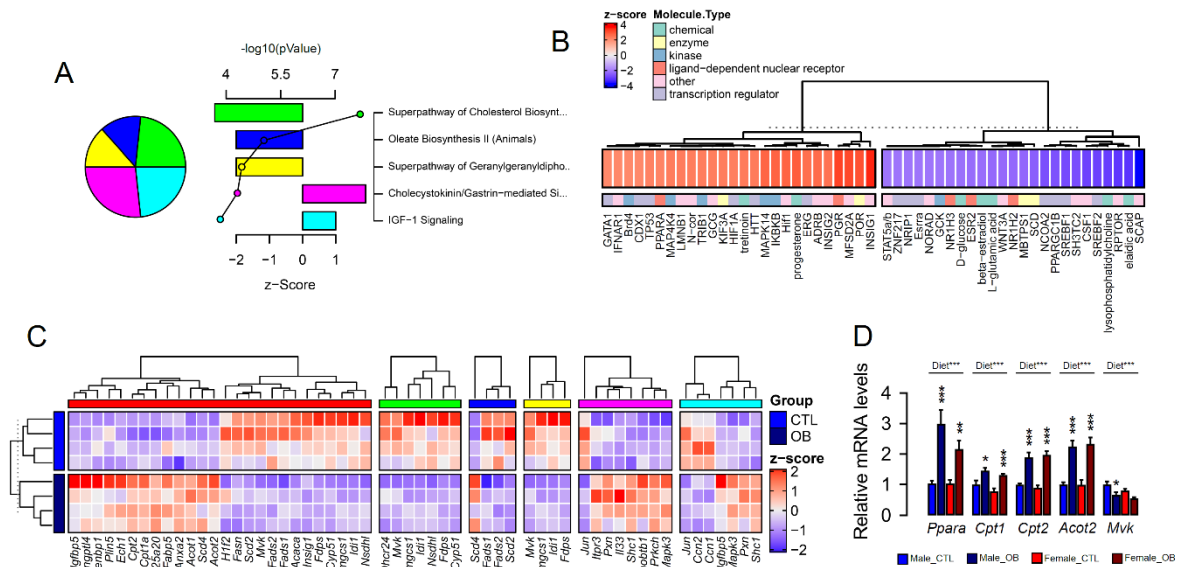 A
-log10(pValue)
4 5.5 7
Superpathway of Cholesterol Biosynt...
Oleate Biosynthesis II (Animals)
Superpathway of Geranylgeranyldipho..
Cholecystokinin/Gastrin-mediated Si...
IGF-1 Signaling
−2 −1 0 1
z−Score
B
z−score
4
2
0
−2
−4
Molecule.Type
chemical
enzyme
kinase
ligand−dependent nuclear receptor
other
transcription regulator
GATA1
IFNAR1
Brd4
CDX1
TP53
PPARA
MAP4K4
LMNB1
N−cor
TRIB1
GCG
KIF3A
HIF1A
tretinoin
HTT
MAPK14
IKBKB
Hif1
progesterone
ERG
ADRB
INSIG2
PGR
MFSD2A
POR
INSIG1
STAT5a/b
ZNF217
NRIP1
Esrra
NORAD
GCK
NR1H3
D−glucose
ESR2
beta−estradiol
L−glutamic acid
WNT3A
NR1H2
MBTPS1
SCD
NCOA2
PPARGC1B
SREBF1
SH3TC2
CSF1
SREBF2
lysophosphatidylcholine
RPTOR
elaidic acid
SCAP
C
Group
CTL
OB
z−score
2
1
0
−1
−2
Igfbp5
Angptl4
Plin5
Ech1
Cpt2
Cpt1a
Fabp5
Anxa2
Acot1
Scd4
Acot2
H1f2
Fasn
Scd2
Mvk
Fads2
Fads1
Acaca
Insig1
Fdps
Idi1
Nsdhl
Dhcr24
Mvk
Idi1
Nsdhl
Fdps
Cyp51
Scd4
Fads1
Fads2
Scd2
Mvk
Idi1
Fdps
Jun
Itpr3
Pxn
Il33
Shc1
Prkch
Mapk3
Jun
Ccn2
Ccn1
Igfbp5
Mapk3
Pxn
Shc1
D
Relative mRNA levels
Diet*** Diet*** Diet*** Diet*** Diet***
4
3
2
1
0
*** ** * *** *** *** *** *** *
Ppara Cpt1 Cpt2 Acot2 Mvk
Male_CTL Male_OB Female_CTL Female_OB